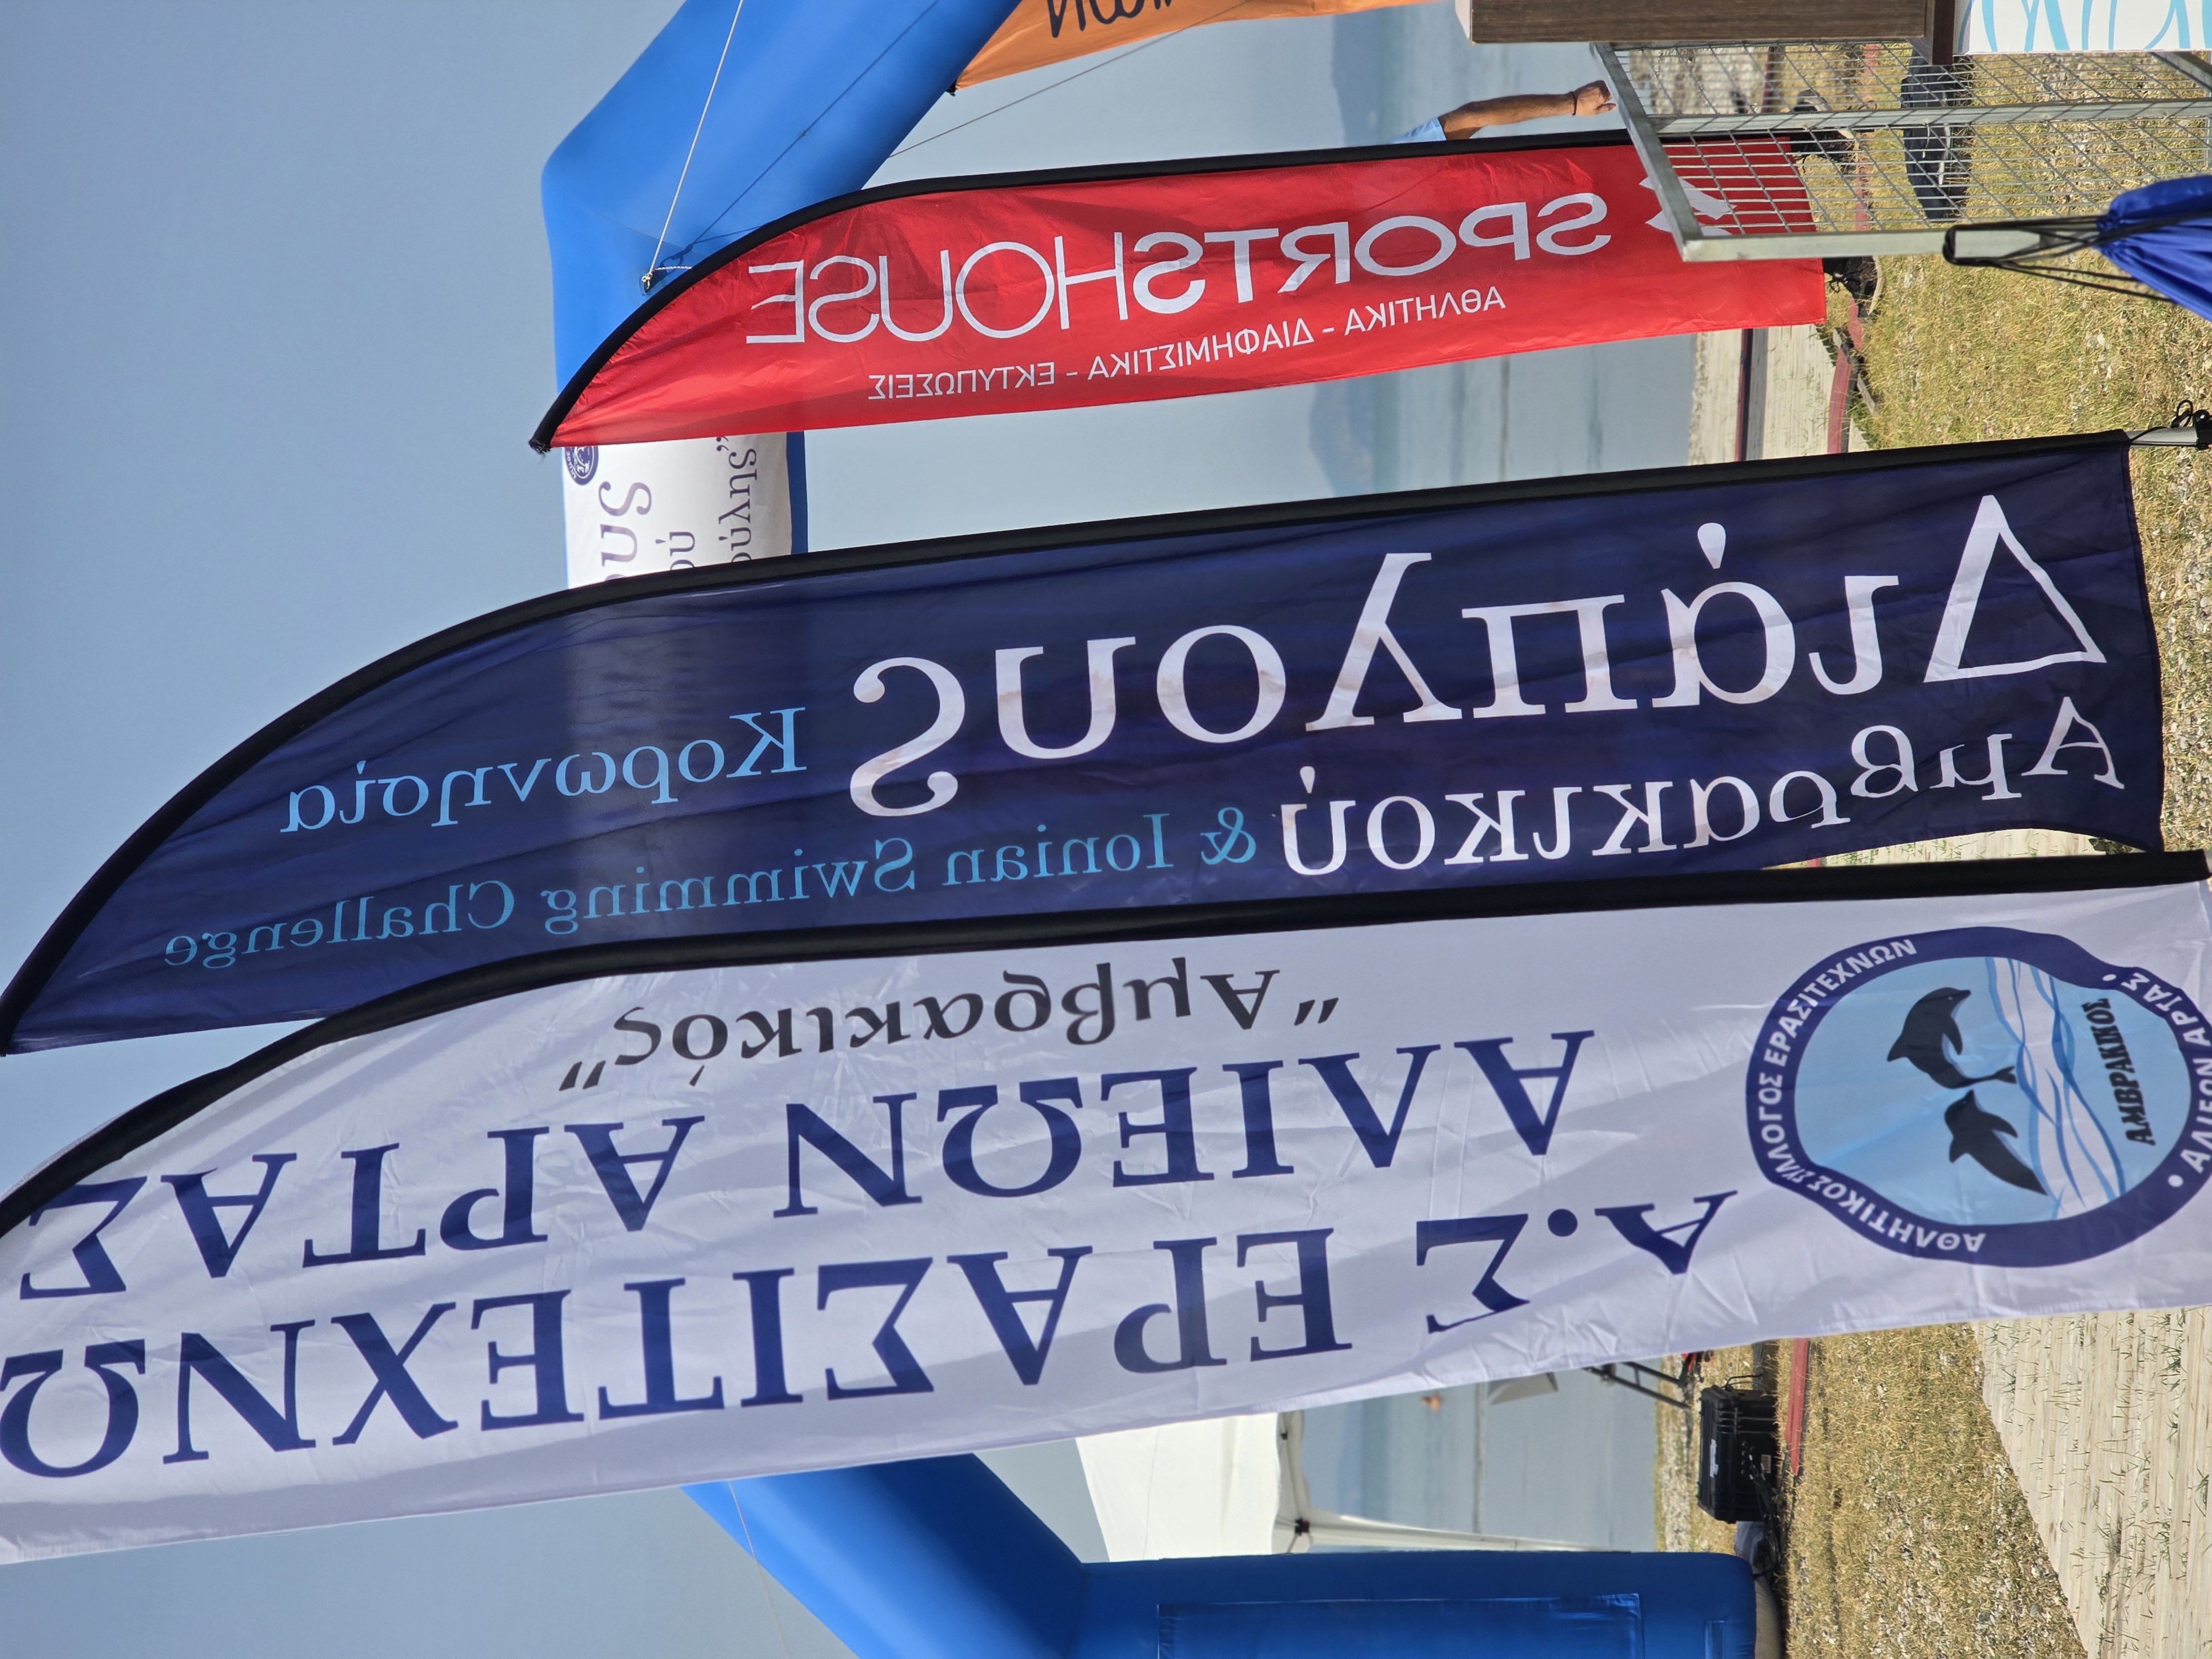 SPORTSHOUSE
ΑΘΛΗΤΙΚΑ - ΔΙΑΦΗΜΙΣΤΙΚΑ - ΕΚΤΥΠΩΣΕΙΣ
Διάπλους Κορωνησία
Αμβρακικού & Ionian Swimming Challenge
Α.Σ ΕΡΑΣΙΤΕΧΝΩ
ΑΛΙΕΩΝ ΑΡΤΑΣ
"Αμβρακικός"
ΑΘΛΗΤΙΚΟΣ ΣΥΛΛΟΓΟΣ ΕΡΑΣΙΤΕΧΝΩΝ
• ΑΛΙΕΩΝ ΑΡΤΑΣ •
ΑΜΒΡΑΚΙΚΟΣ